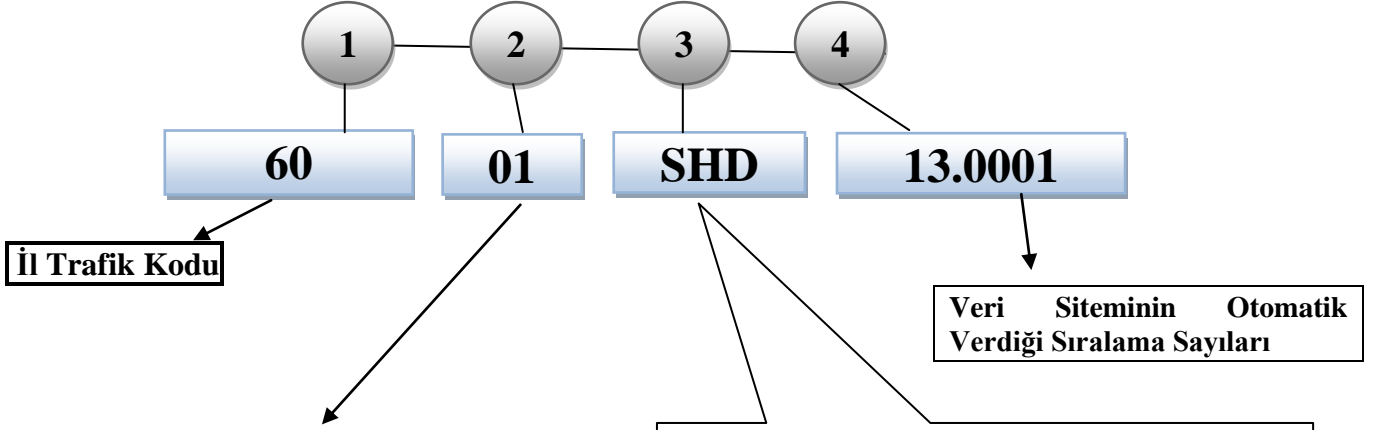 1 2 3 4
60 01 SHD 13.0001
İl Trafik Kodu
Veri Siteminin Otomatik
Verdiği Sıralama Sayıları